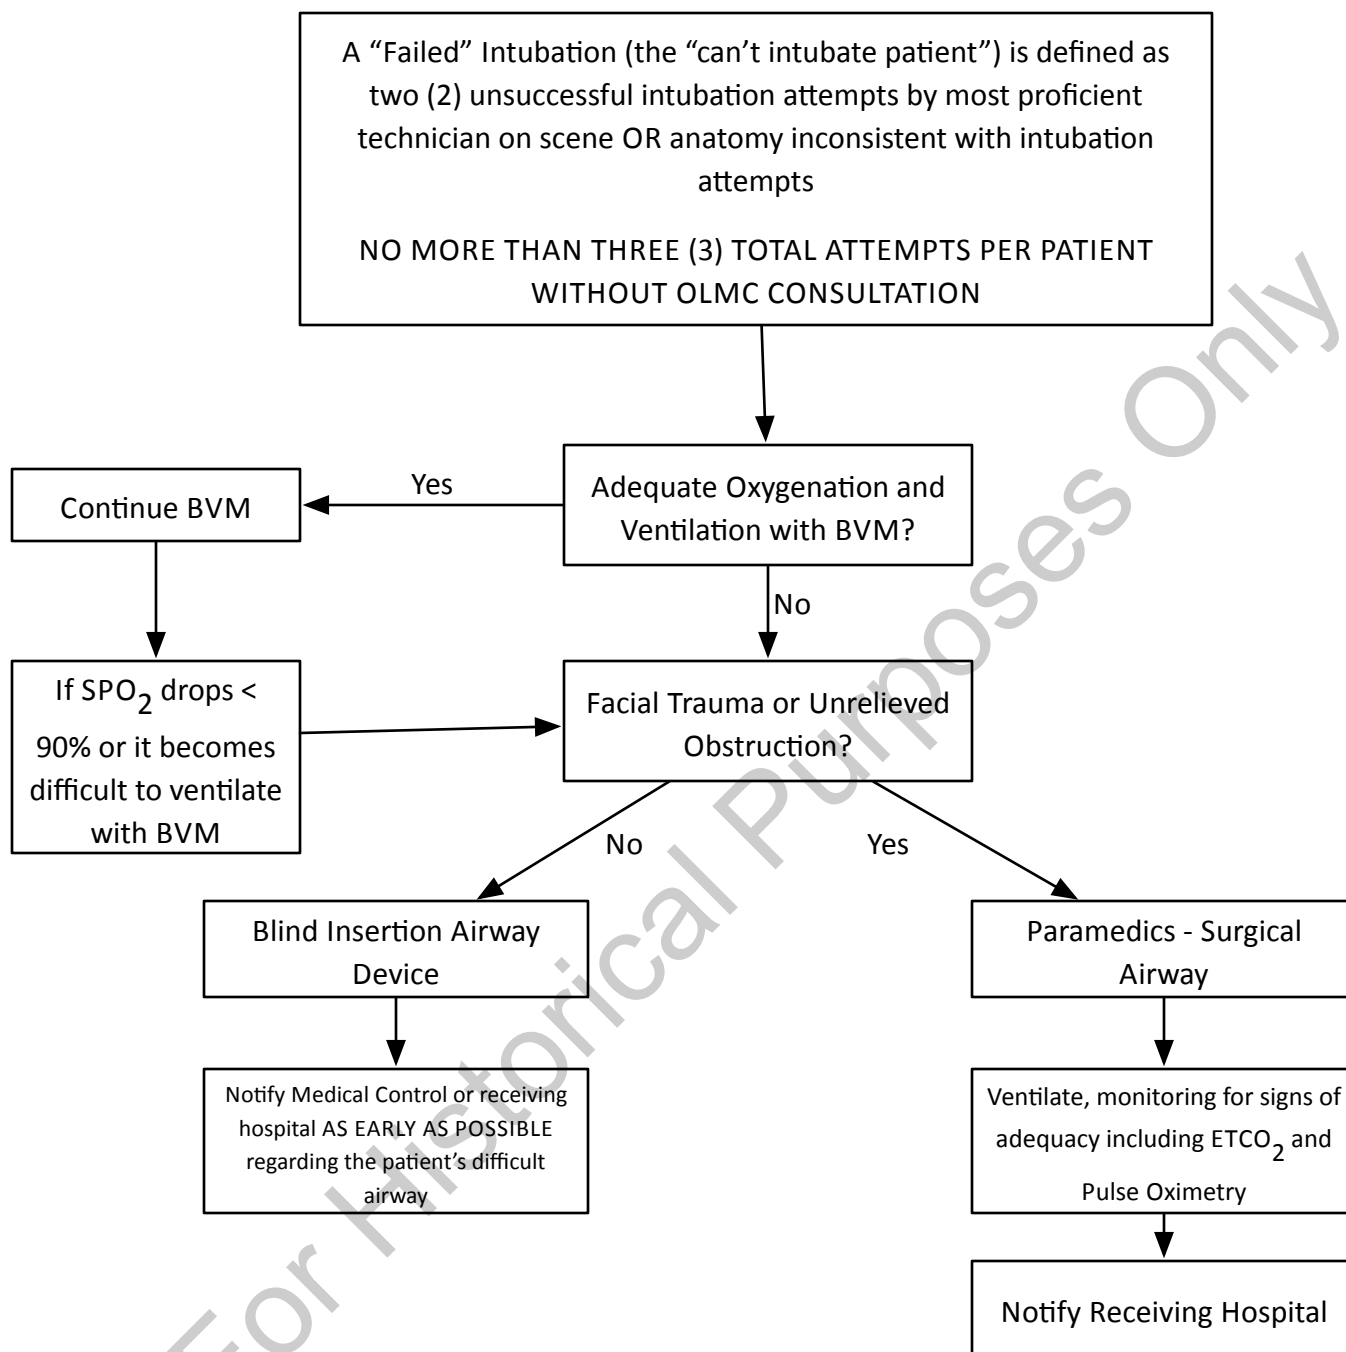 A “Failed” Intubation (the “can’t intubate patient”) is defined as
two (2) unsuccessful intubation attempts by most proficient
technician on scene OR anatomy inconsistent with intubation
attempts
NO MORE THAN THREE (3) TOTAL ATTEMPTS PER PATIENT
WITHOUT OLMC CONSULTATION
Adequate Oxygenation and
Ventilation with BVM?
Yes
Continue BVM
No
If SPO2 drops <
90% or it becomes
difficult to ventilate
with BVM
Facial Trauma or Unrelieved
Obstruction?
No
Yes
Blind Insertion Airway
Device
Paramedics - Surgical
Airway
Notify Medical Control or receiving
hospital AS EARLY AS POSSIBLE
regarding the patient’s difficult
airway
Ventilate, monitoring for signs of
adequacy including ETCO2 and
Pulse Oximetry
Notify Receiving Hospital
For Historical Purposes Only